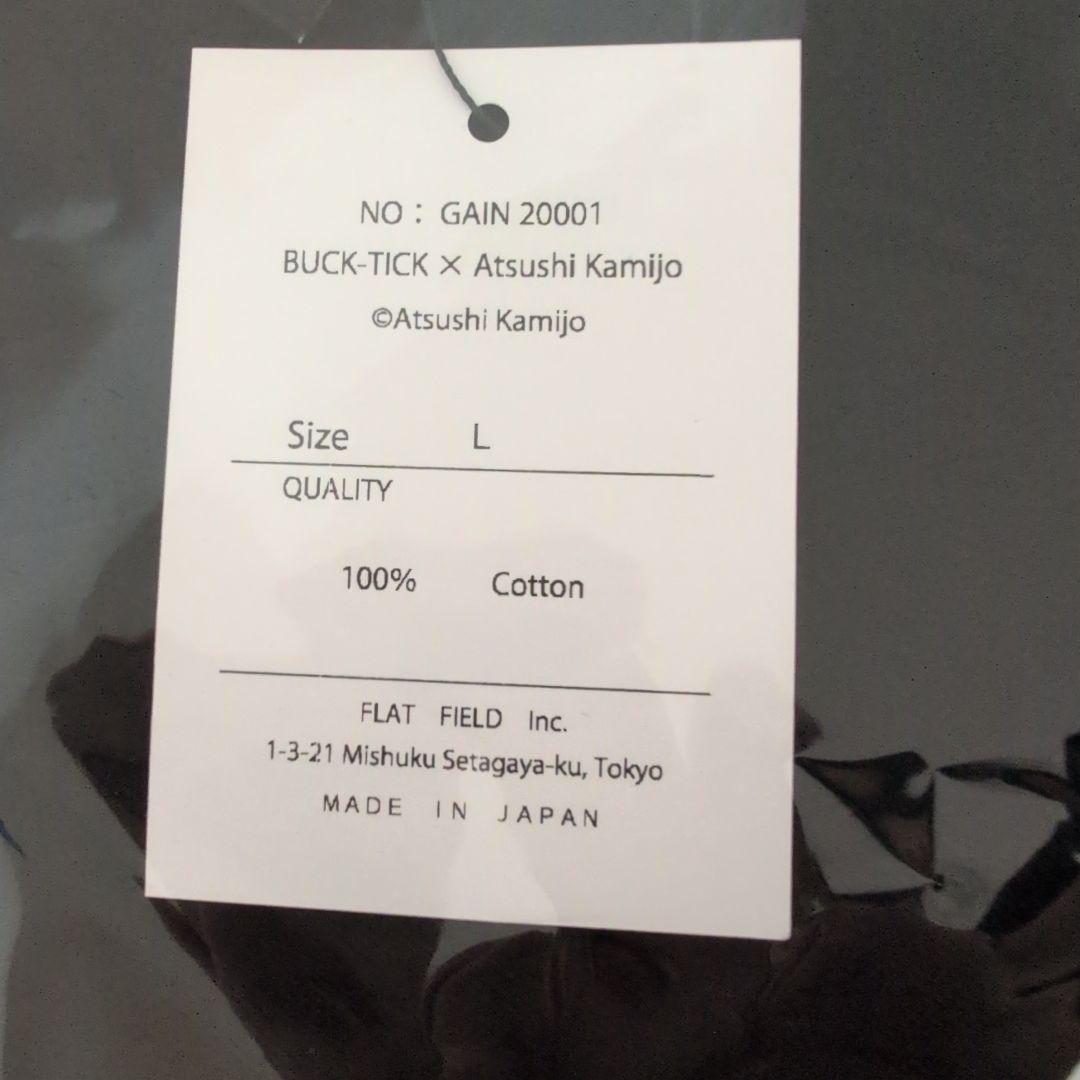 NO : GAIN 20001
BUCK-TICK × Atsushi Kamijo
©Atsushi Kamijo
Size L
QUALITY
100% Cotton
FLAT FIELD Inc.
1-3-21 Mishuku Setagaya-ku, Tokyo
MADE IN JAPAN